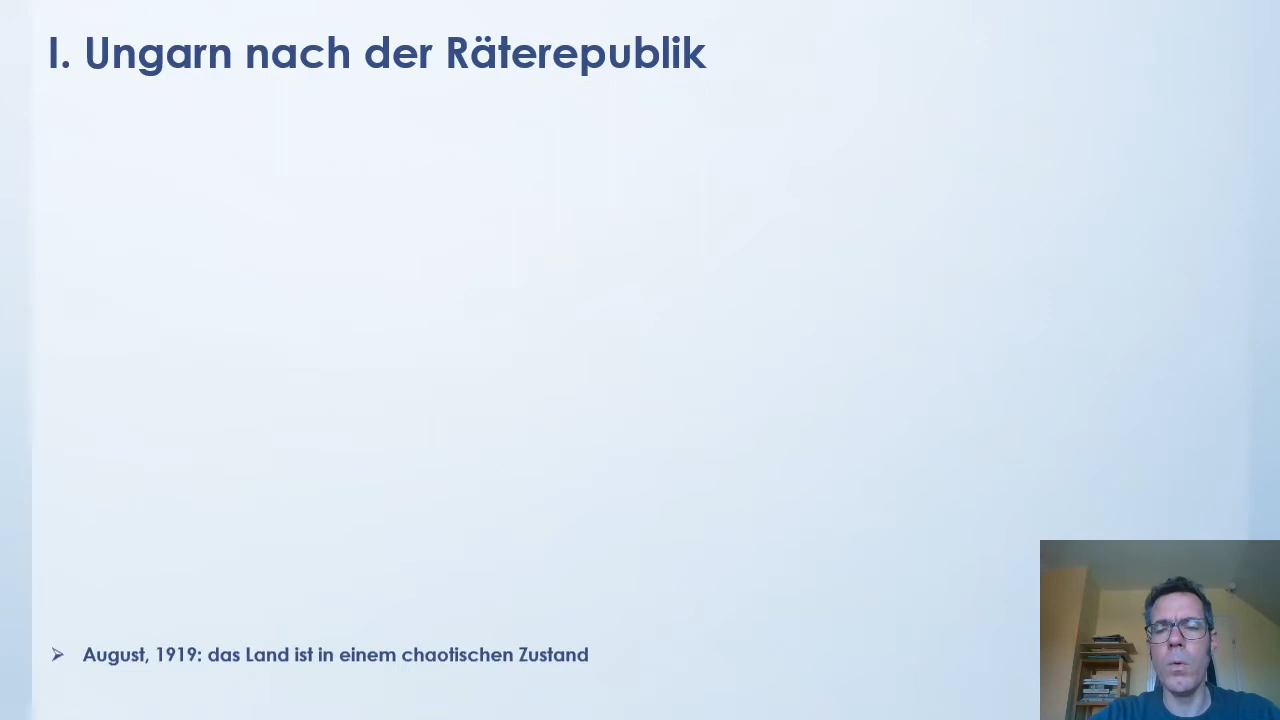 I. Ungarn nach der Räterepublik
August, 1919: das Land ist in einem chaotischen Zustand